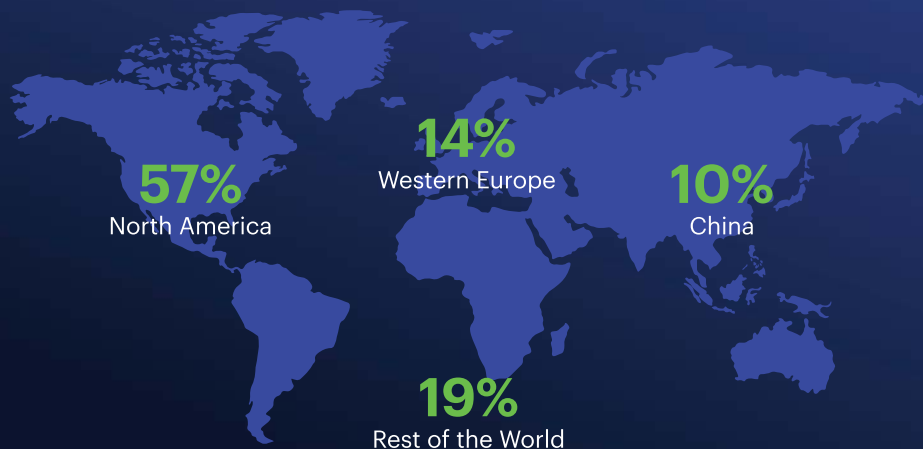 14%
Western Europe
57%
North America
10%
China
19%
Rest of the World